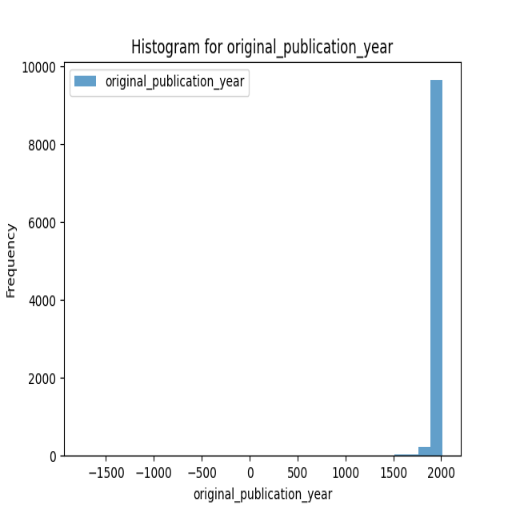 Histogram for original_publication_year
original_publication_year
10000
8000
6000
4000
2000
0
Frequency
−1500 −1000 −500 0 500 1000 1500 2000
original_publication_year